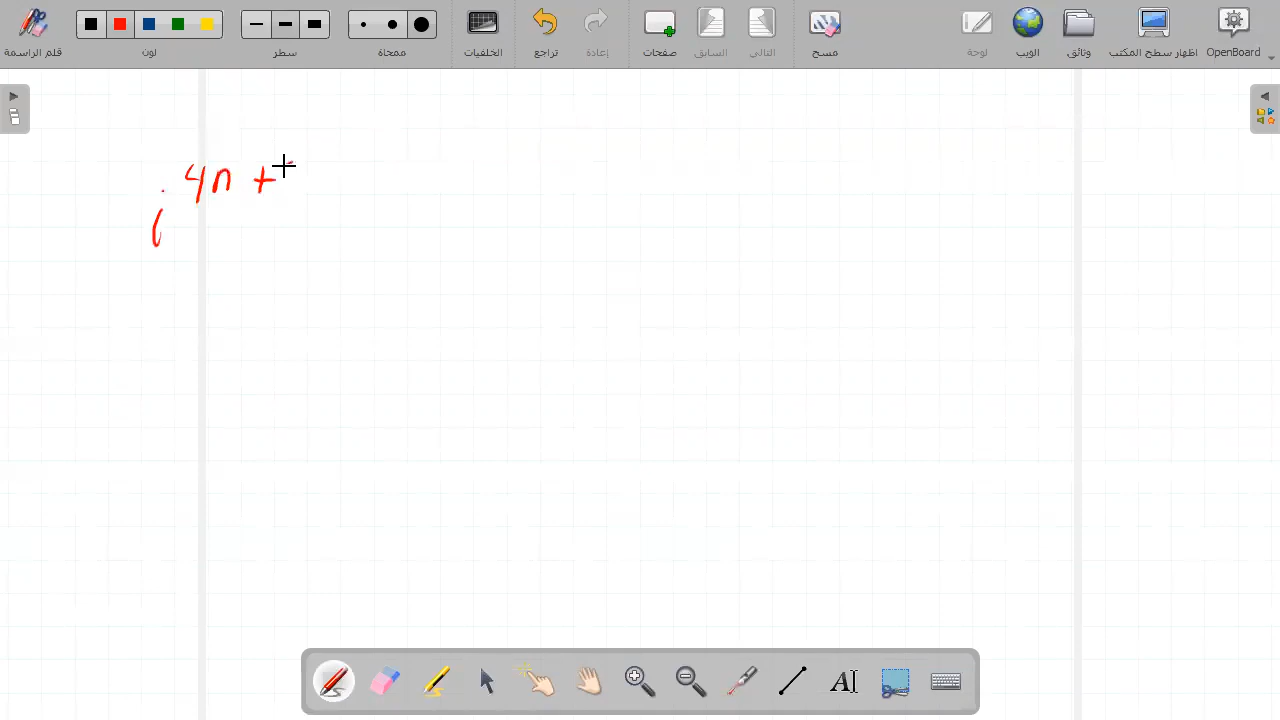 قلم الراسمة لون سطر ممحاة الخلفيات تراجع إعادة صفحات السابق التالي مسح لوحة الويب وثائق اظهار سطح المكتب OpenBoard
i^{4n +}
A